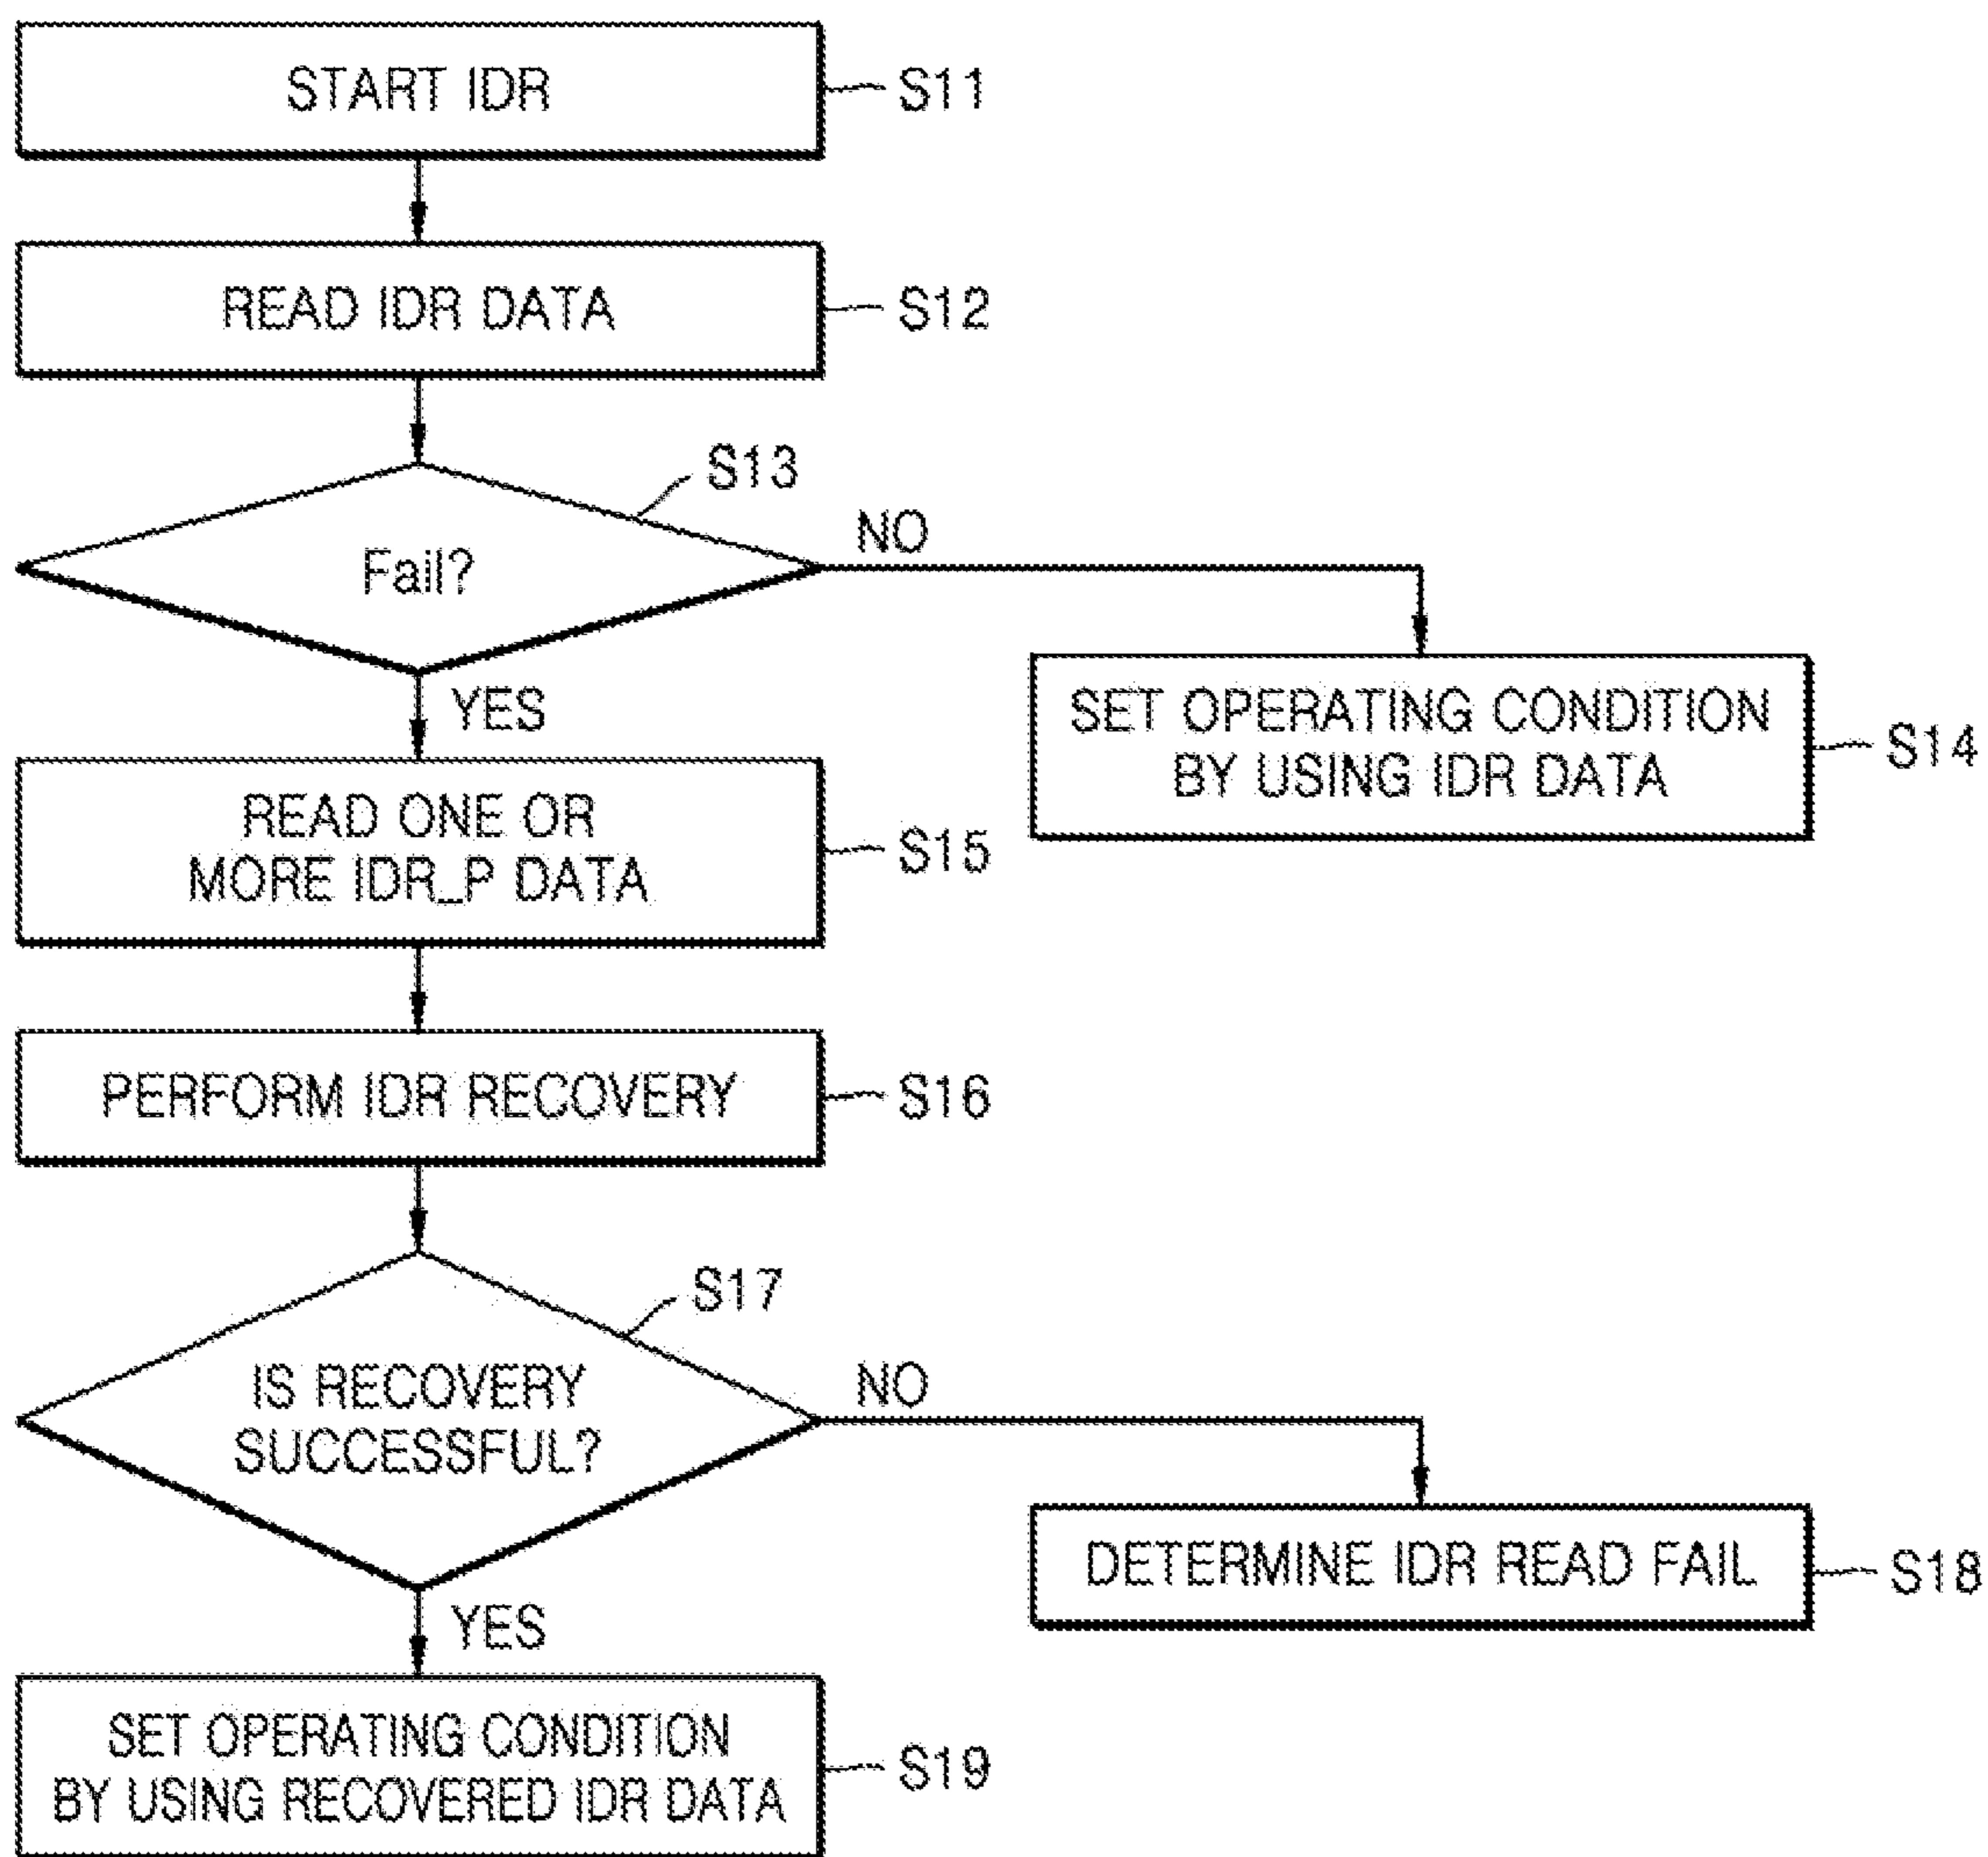 START IDR
S11
READ IDR DATA
S12
S13
Fail?
NO
YES
SET OPERATING CONDITION
BY USING IDR DATA
S14
READ ONE OR
MORE IDR_P DATA
S15
PERFORM IDR RECOVERY
S16
S17
IS RECOVERY
SUCCESSFUL?
NO
YES
DETERMINE IDR READ FAIL
S18
SET OPERATING CONDITION
BY USING RECOVERED IDR DATA
S19